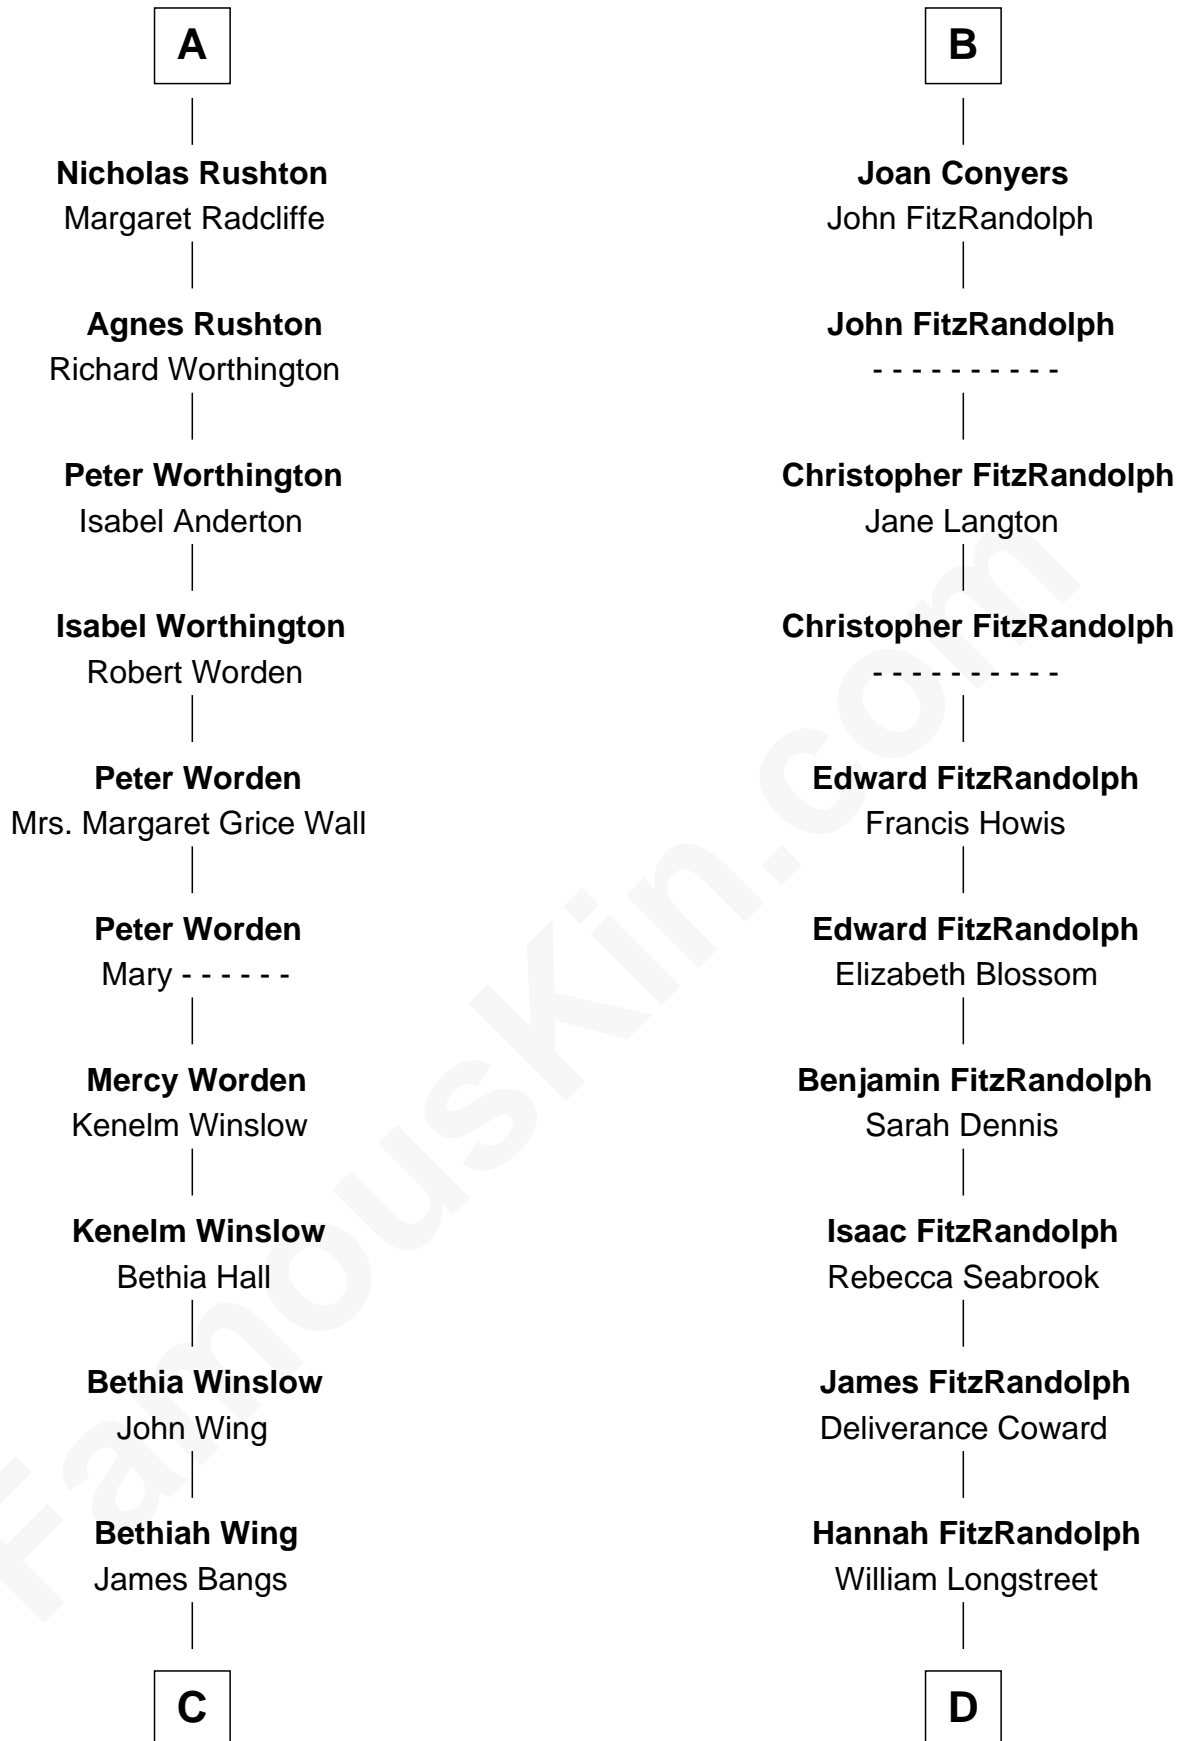 A
Nicholas Rushton
Margaret Radcliffe
Agnes Rushton
Richard Worthington
Peter Worthington
Isabel Anderton
Isabel Worthington
Robert Worden
Peter Worden
Mrs. Margaret Grice Wall
Peter Worden
Mary - - - - - -
Mercy Worden
Kenelm Winslow
Kenelm Winslow
Bethia Hall
Bethia Winslow
John Wing
Bethiah Wing
James Bangs
C
B
Joan Conyers
John FitzRandolph
John FitzRandolph
- - - - - - - - - -
Christopher FitzRandolph
Jane Langton
Christopher FitzRandolph
- - - - - - - - - -
Edward FitzRandolph
Francis Howis
Edward FitzRandolph
Elizabeth Blossom
Benjamin FitzRandolph
Sarah Dennis
Isaac FitzRandolph
Rebecca Seabrook
James FitzRandolph
Deliverance Coward
Hannah FitzRandolph
William Longstreet
D
FamousKin.com